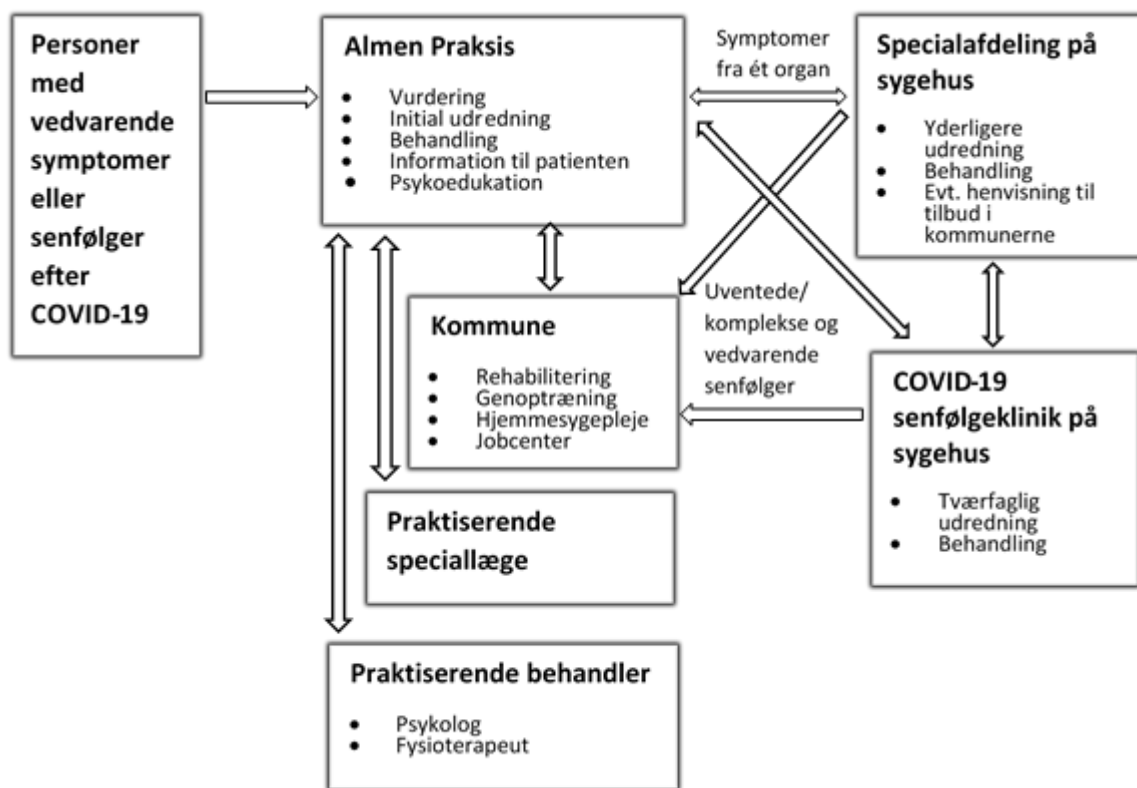 Personer
med
vedvarende
symptomer
eller
senfølger
efter
COVID-19
Almen Praksis
• Vurdering
• Initial udredning
• Behandling
• Information til patienten
• Psykoedukation
Symptomer
fra ét organ
Specialafdeling på
sygehus
• Yderligere
udredning
• Behandling
• Evt. henvisning til
tilbud i
kommunerne
Kommune
• Rehabilitering
• Genoptræning
• Hjemmesygepleje
• Jobcenter
Uventede/
komplekse og
vedvarende
senfølger
COVID-19
senfølgeklinik på
sygehus
• Tværfaglig
udredning
• Behandling
Praktiserende
speciallæge
Praktiserende behandler
• Psykolog
• Fysioterapeut